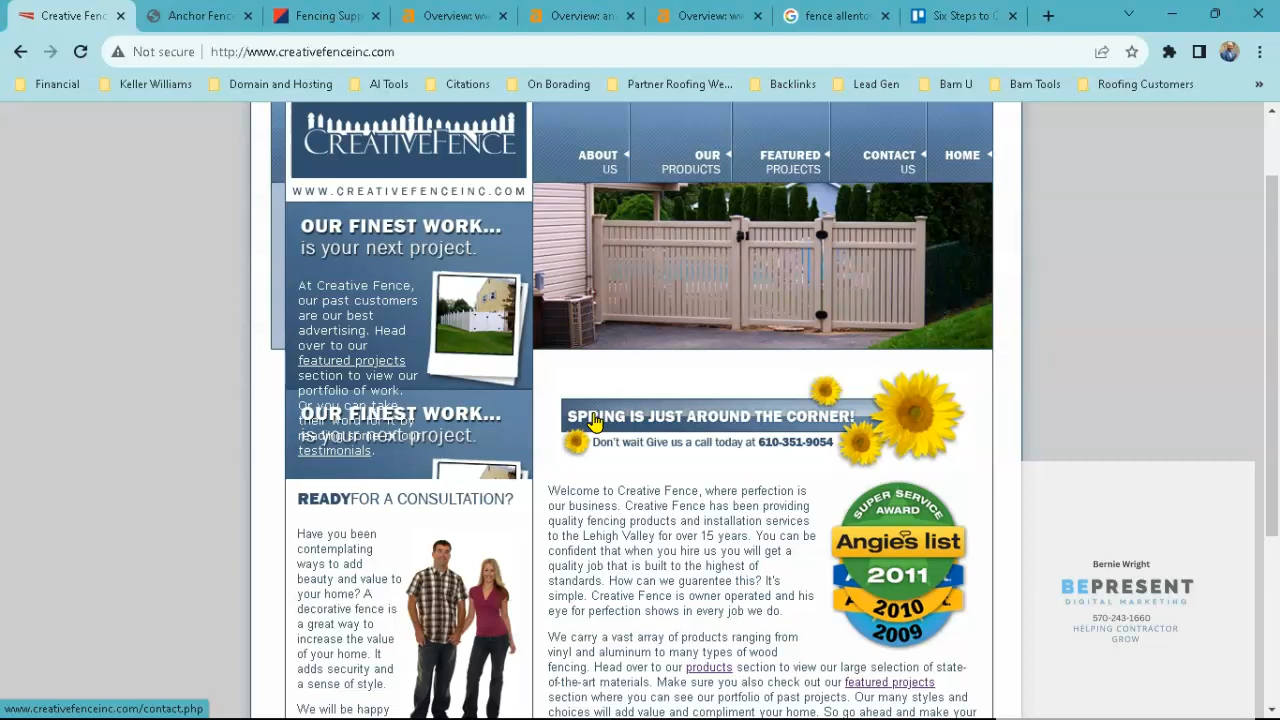 Creative Fenc
Anchor Fence
Fencing Supp
Overview: w
Overview: an
Overview: w
fence allento
Six Steps to
Not secure
http://www.creativefenceinc.com
Financial
Keller Williams
Domain and Hosting
AI Tools
Citations
On Borading
Partner Roofing We...
Backlinks
Lead Gen
Bam U
Bam Tools
Roofing Customers
CREATIVEFENCE
WWW.CREATIVEFENCEINC.COM
ABOUT
US
OUR
PRODUCTS
FEATURED
PROJECTS
CONTACT
US
HOME
OUR FINEST WORK...
is your next project.
At Creative Fence,
our past customers
are our best
advertising. Head
over to our
featured projects
section to view our
portfolio of work.
Or you can take
their word for it by
reading some of our
testimonials.
OUR FINEST WORK...
is your next project.
SPRING IS JUST AROUND THE CORNER!
Don't wait Give us a call today at 610-351-9054
READYFOR A CONSULTATION?
Have you been
contemplating
ways to add
beauty and value to
your home? A
decorative fence is
a great way to
increase the value
of your home. It
adds security and
a sense of style.
We will be happy
Welcome to Creative Fence, where perfection is
our business. Creative Fence has been providing
quality fencing products and installation services
to the Lehigh Valley for over 15 years. You can be
confident that when you hire us you will get a
quality job that is built to the highest of
standards. How can we guarentee this? It's
simple. Creative Fence is owner operated and his
eye for perfection shows in every job we do.
We carry a vast array of products ranging from
vinyl and aluminum to many types of wood
fencing. Head over to our products section to view our large selection of state-
of-the-art materials. Make sure you also check out our featured projects
section where you can see our portfolio of past projects. Our many styles and
choices will add value and compliment your home. So go ahead and make your
SUPER SERVICE
AWARD
Angie's list
2011
2010
2009
Bernie Wright
BEPRESENT
DIGITAL MARKETING
570-243-1660
HELPING CONTRACTOR
GROW
www.creativefenceinc.com/contact.php